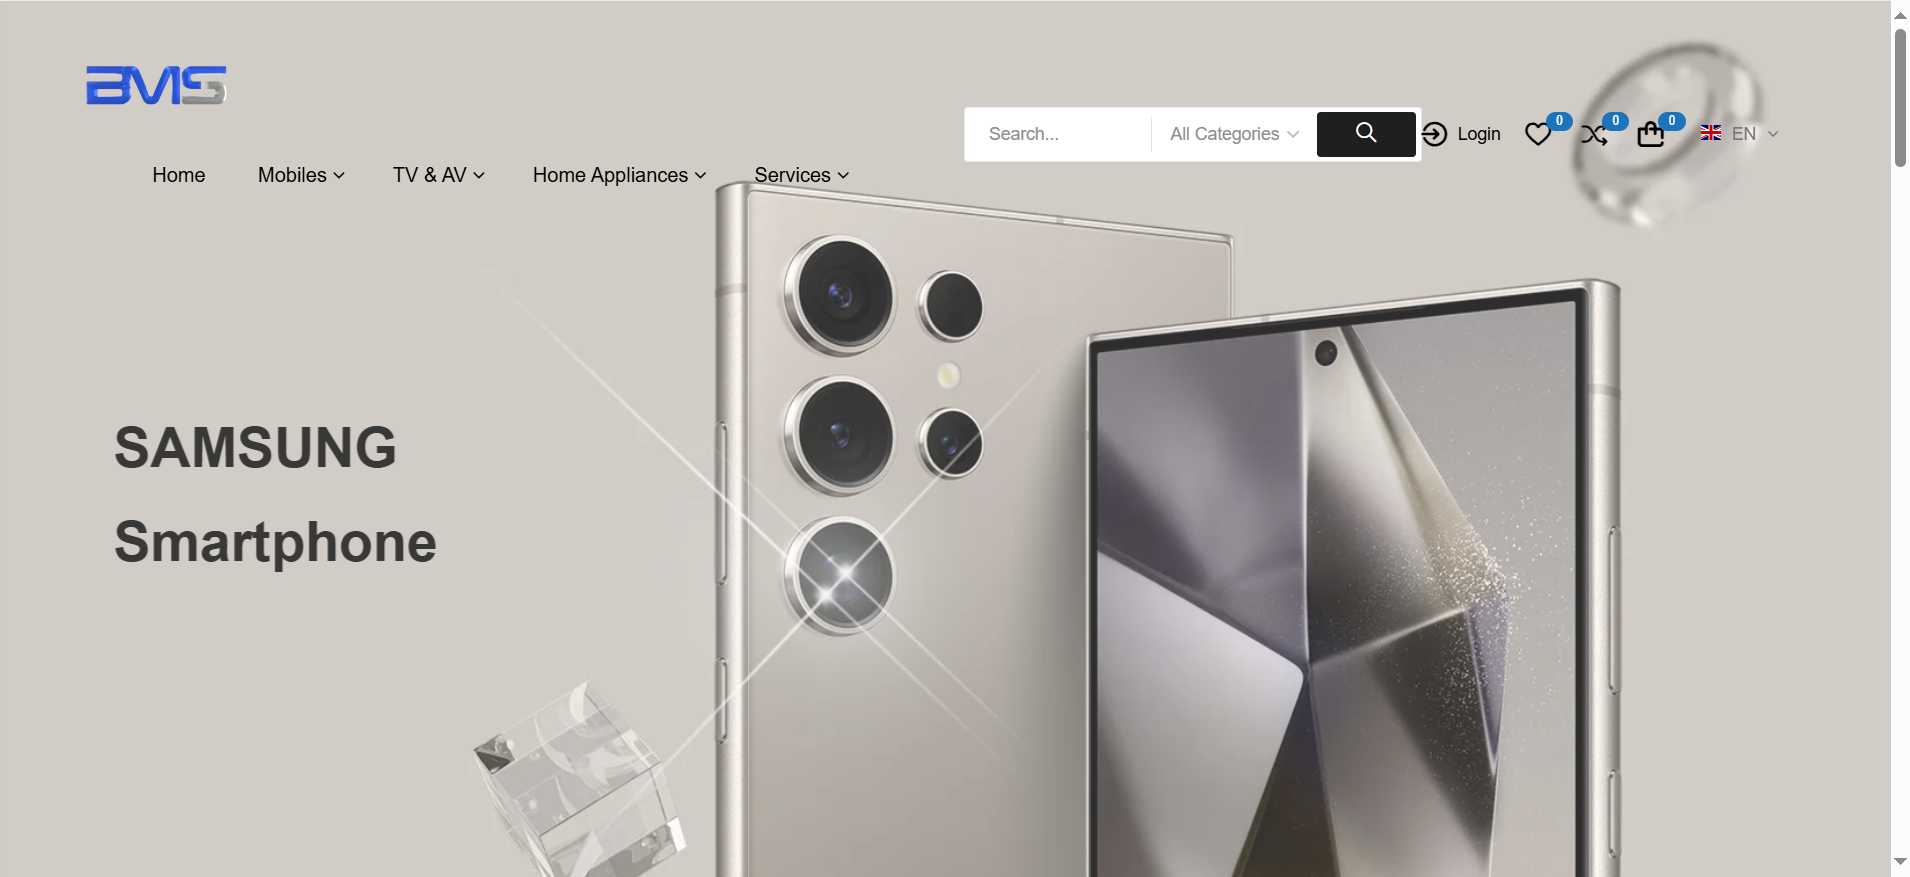 BMS
Search... All Categories
Login 0 0 0 EN
Home Mobiles TV & AV Home Appliances Services
SAMSUNG
Smartphone